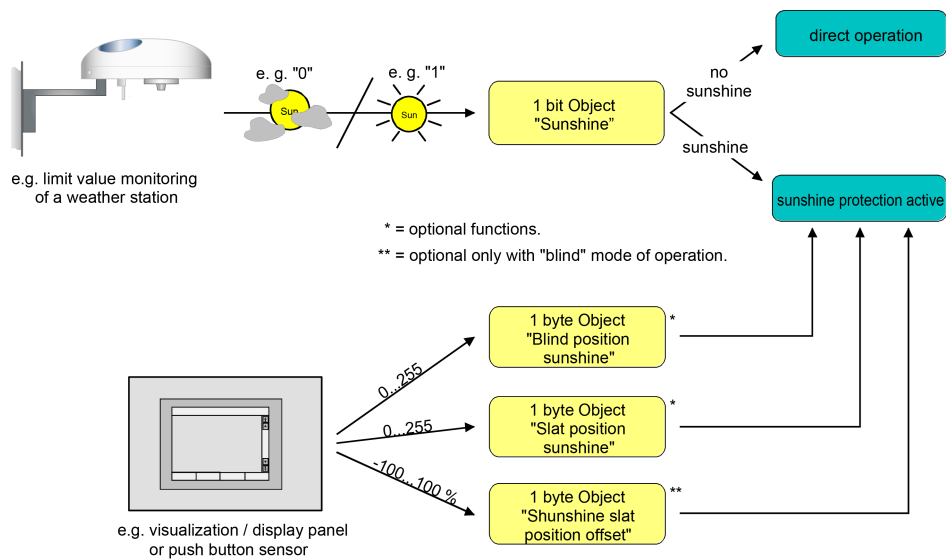 e. g. "0"
e. g. "1"
Sun
Sun
e.g. limit value monitoring
of a weather station
1 bit Object
"Sunshine”
no
sunshine
sunshine
direct operation
sunshine protection active
* = optional functions.
** = optional only with "blind" mode of operation.
0...255
0...255
-100...100 %
1 byte Object
"Blind position
sunshine"
*
1 byte Object
"Slat position
sunshine"
*
1 byte Object
"Shunshine slat
position offset"
**
e.g. visualization / display panel
or push button sensor